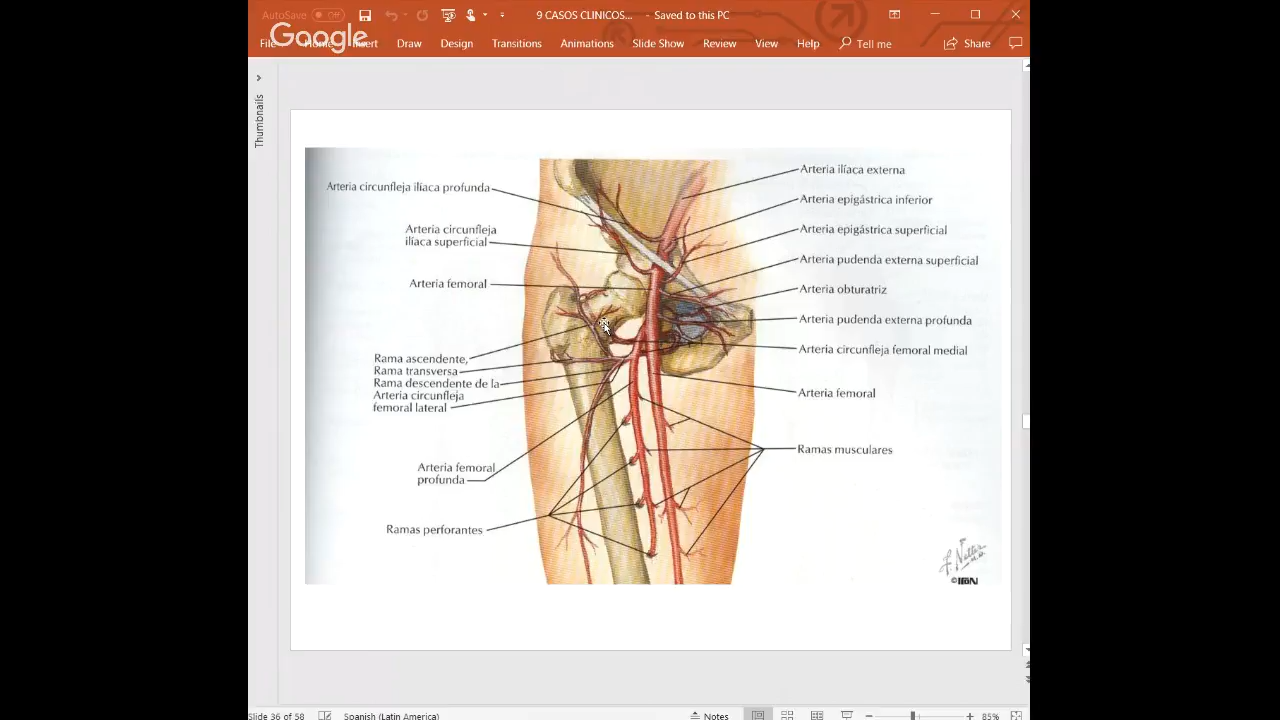 AutoSave Off
9 CASOS CLINICOS... - Saved to this PC
Google
File Home Insert Draw Design Transitions Animations Slide Show Review View Help Tell me Share
Thumbnails
Arteria circunfleja ilíaca profunda
Arteria circunfleja
ilíaca superficial
Arteria femoral
Rama ascendente,
Rama transversa
Rama descendente de la
Arteria circunfleja
femoral lateral
Arteria femoral
profunda
Ramas perforantes
Arteria ilíaca externa
Arteria epigástrica inferior
Arteria epigástrica superficial
Arteria pudenda externa superficial
Arteria obturatriz
Arteria pudenda externa profunda
Arteria circunfleja femoral medial
Arteria femoral
Ramas musculares
Slide 36 of 58 Spanish (Latin America) Notes 85%